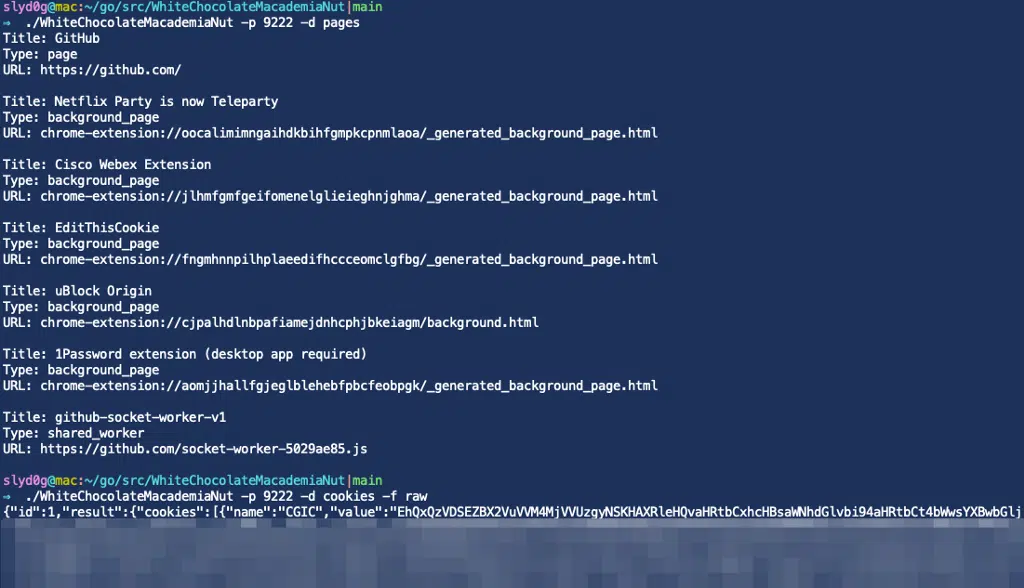 slyd0g@mac:~/go/src/WhiteChocolateMacademiaNut|main
⇒ ./WhiteChocolateMacademiaNut -p 9222 -d pages
Title: GitHub
Type: page
URL: https://github.com/
Title: Netflix Party is now Teleparty
Type: background_page
URL: chrome-extension://oocalimimngaihdkbihfgmpkcpnmlaoa/_generated_background_page.html
Title: Cisco Webex Extension
Type: background_page
URL: chrome-extension://jlhmfgmfgeifomenelglieieghnjghma/_generated_background_page.html
Title: EditThisCookie
Type: background_page
URL: chrome-extension://fngmhnnpilhplaeedifhccceomclgfbg/_generated_background_page.html
Title: uBlock Origin
Type: background_page
URL: chrome-extension://cjpalhdlnbpafiamejdnhcphjbkeiagm/background.html
Title: 1Password extension (desktop app required)
Type: background_page
URL: chrome-extension://aomjjhallfgjeglblehebfpbcfeobpgk/_generated_background_page.html
Title: github-socket-worker-v1
Type: shared_worker
URL: https://github.com/socket-worker-5029ae85.js
slyd0g@mac:~/go/src/WhiteChocolateMacademiaNut|main
⇒ ./WhiteChocolateMacademiaNut -p 9222 -d cookies -f raw
{"id":1,"result":{"cookies":[{"name":"CGIC","value":"EhQxQzVDSEZBX2VuVVM4MjVVUzgyNSKHAXRleHQvaHRtbCxhcHBsaWNhdGlvbi94aHRtbCt4bWwsYXBwbGlj